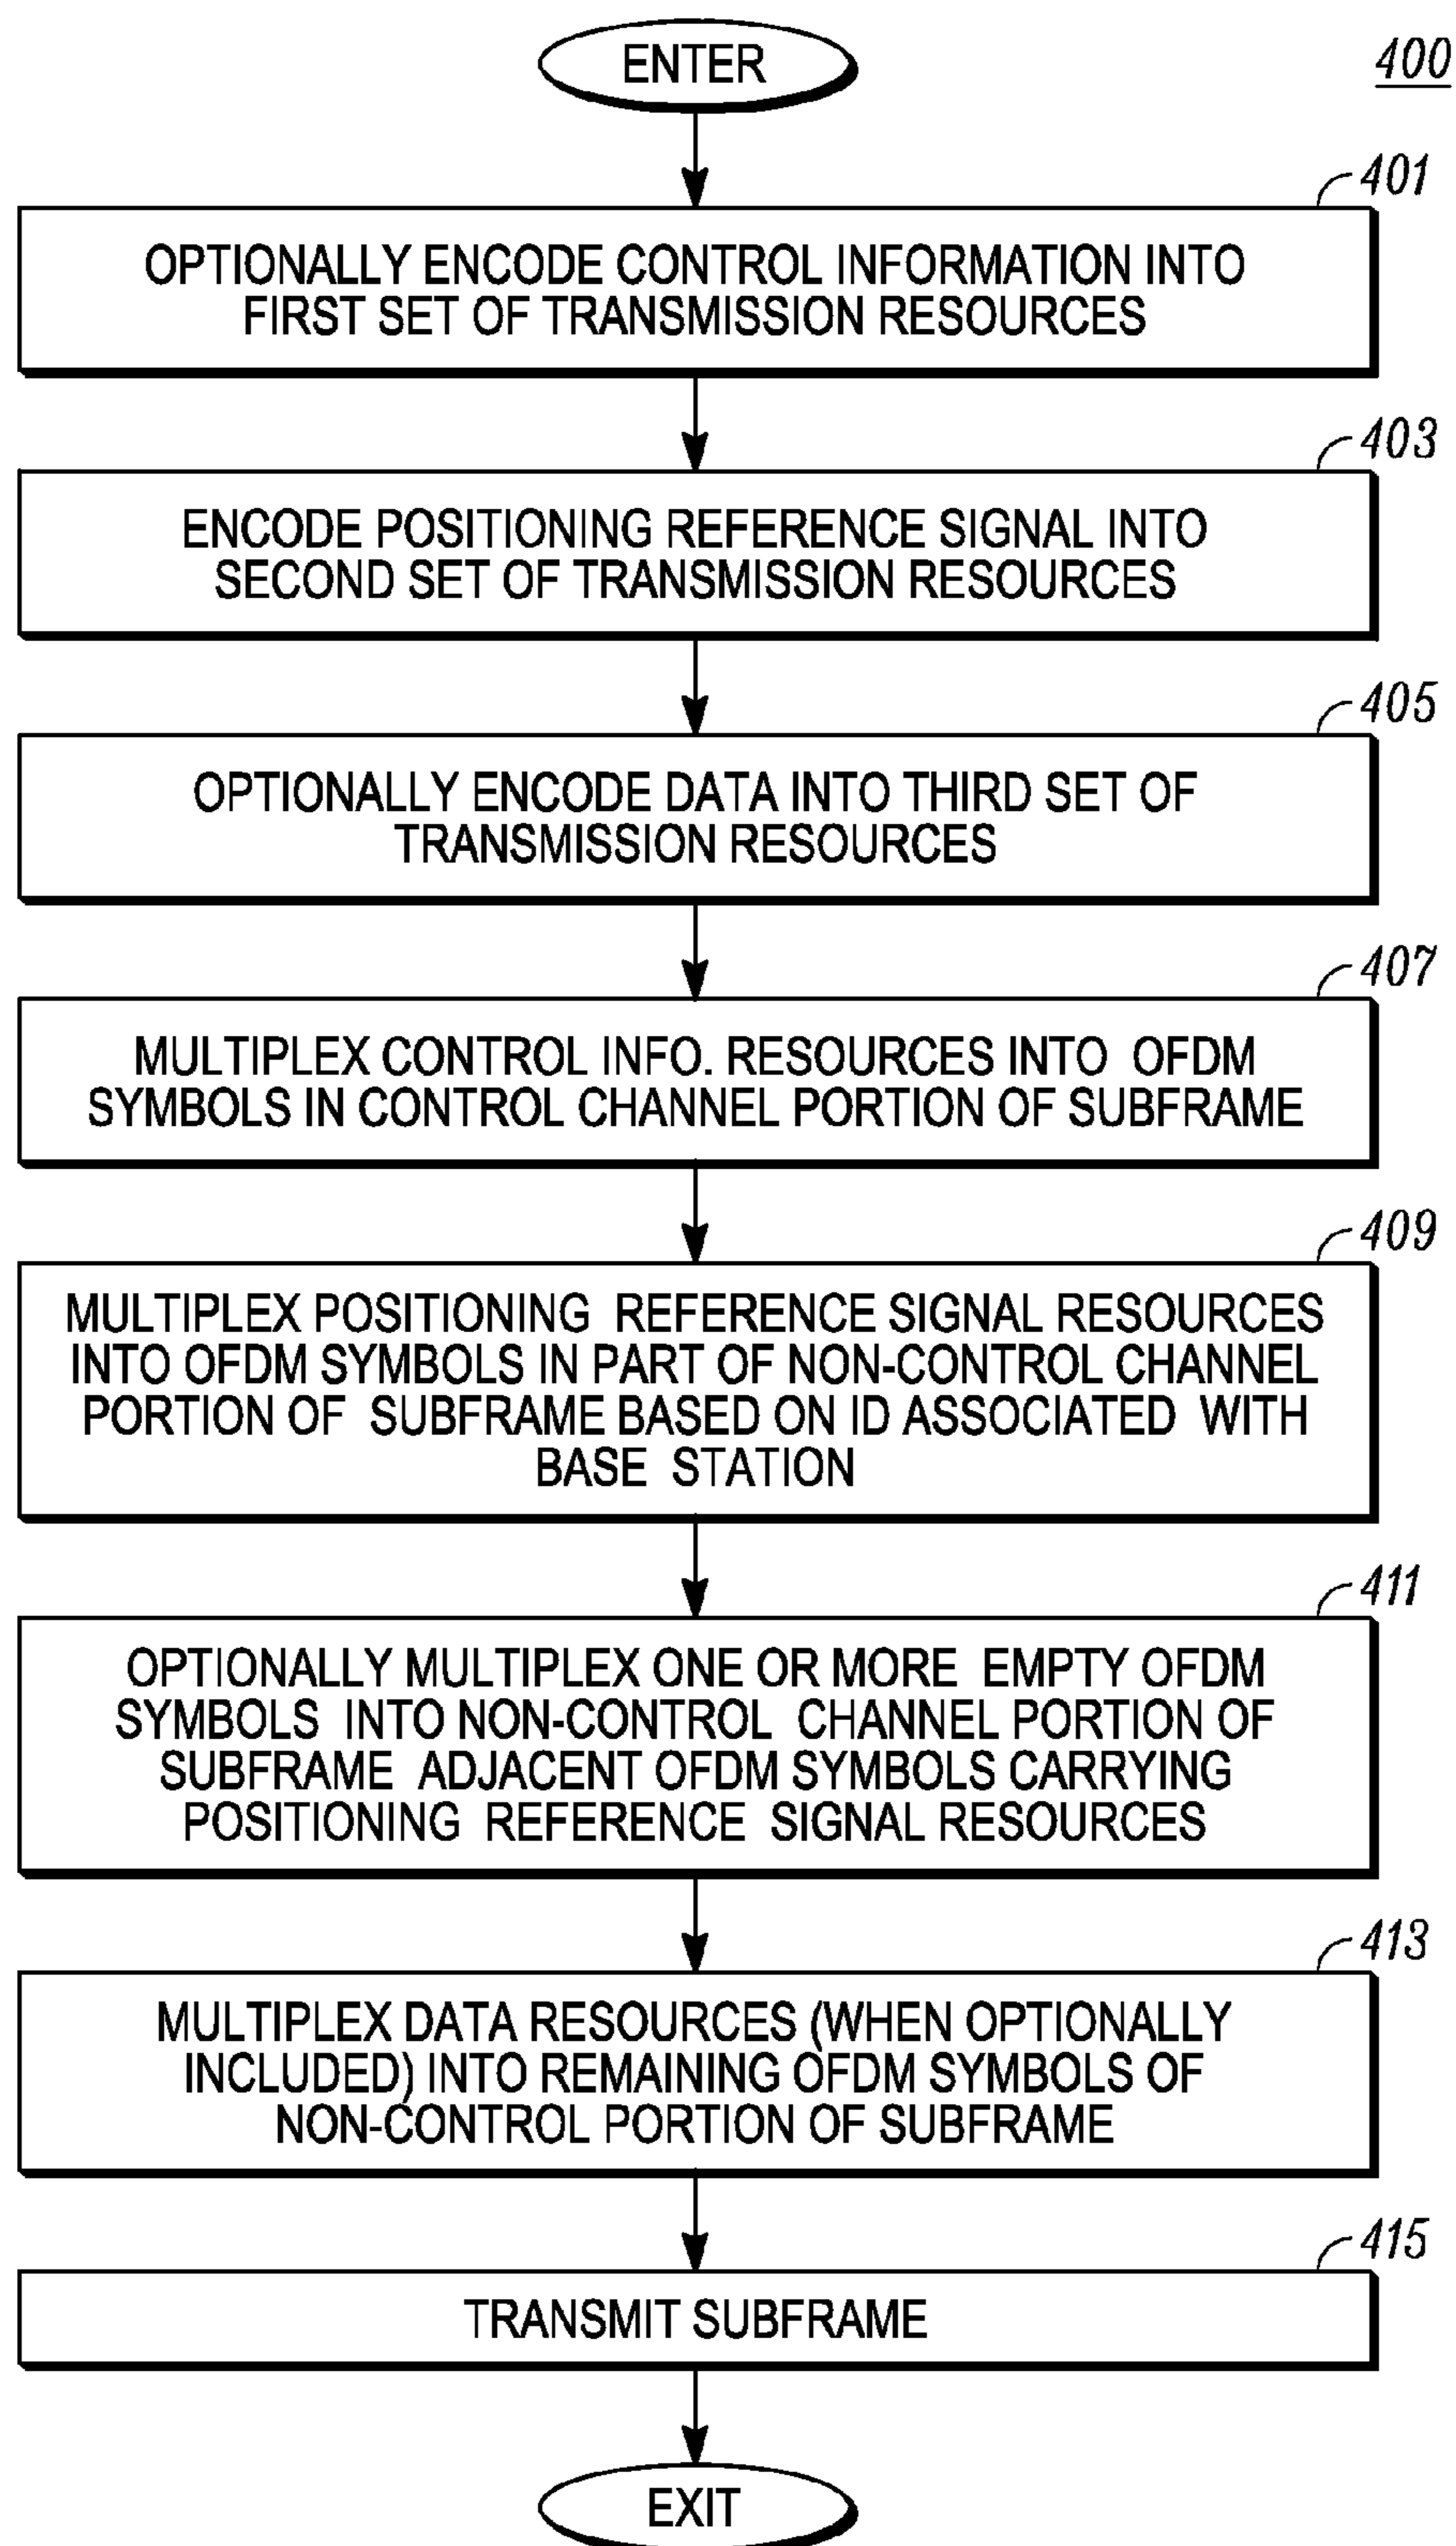 ENTER
400
401
OPTIONALLY ENCODE CONTROL INFORMATION INTO
FIRST SET OF TRANSMISSION RESOURCES
403
ENCODE POSITIONING REFERENCE SIGNAL INTO
SECOND SET OF TRANSMISSION RESOURCES
405
OPTIONALLY ENCODE DATA INTO THIRD SET OF
TRANSMISSION RESOURCES
407
MULTIPLEX CONTROL INFO. RESOURCES INTO OFDM
SYMBOLS IN CONTROL CHANNEL PORTION OF SUBFRAME
409
MULTIPLEX POSITIONING REFERENCE SIGNAL RESOURCES
INTO OFDM SYMBOLS IN PART OF NON-CONTROL CHANNEL
PORTION OF SUBFRAME BASED ON ID ASSOCIATED WITH
BASE STATION
411
OPTIONALLY MULTIPLEX ONE OR MORE EMPTY OFDM
SYMBOLS INTO NON-CONTROL CHANNEL PORTION OF
SUBFRAME ADJACENT OFDM SYMBOLS CARRYING
POSITIONING REFERENCE SIGNAL RESOURCES
413
MULTIPLEX DATA RESOURCES (WHEN OPTIONALLY
INCLUDED) INTO REMAINING OFDM SYMBOLS OF
NON-CONTROL PORTION OF SUBFRAME
415
TRANSMIT SUBFRAME
EXIT